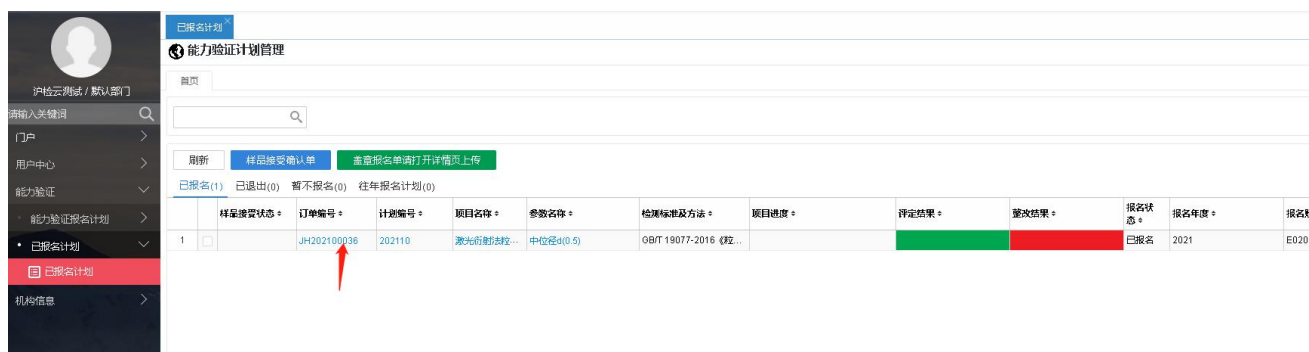 已报名计划
能力验证计划管理
首页
沪检云测试 / 默认部门
请输入关键词
门户
用户中心
能力验证
能力验证报名计划
已报名计划
已报名计划
机构信息
刷新 样品接受确认单 盖章报名单请打开详情页上传
已报名(1) 已退出(0) 暂不报名(0) 往年报名计划(0)
样品接受状态 订单编号 计划编号 项目名称 参数名称 检测标准及方法 项目进度 评定结果 整改结果 报名状态 报名年度 报名
1 JH202100036 202110 激光衍射法粒... 中位径d(0.5) GB/T 19077-2016 《粒... 已报名 2021 E020